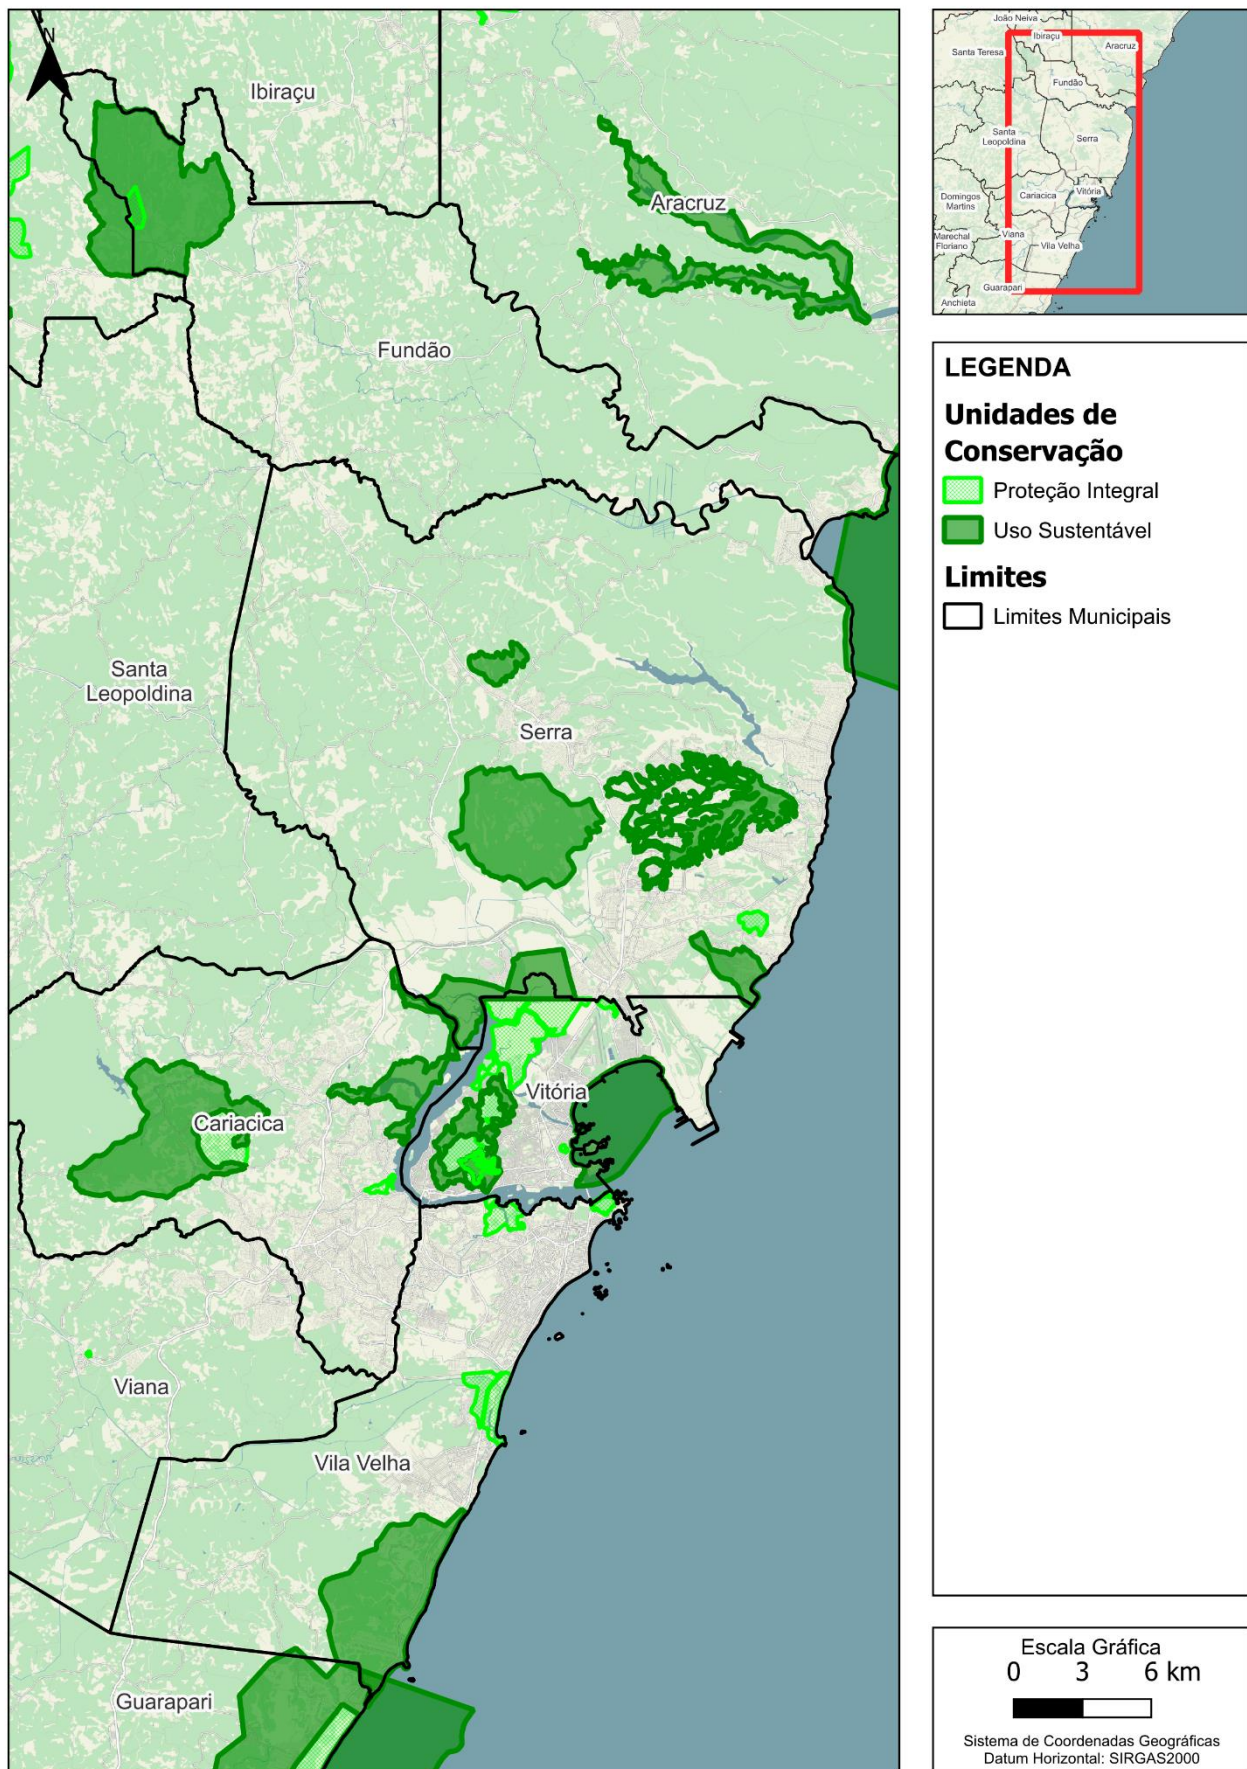 N
Ibiraçu
Aracruz
Fundão
Santa
Leopoldina
Serra
Vitória
Cariacica
Viana
Vila Velha
Guarapari
João Neiva
Ibiraçu
Aracruz
Santa Teresa
Fundão
Santa
Leopoldina
Serra
Vitória
Cariacica
Domingos
Martins
Viana
Marechal
Floriano
Vila Velha
Guarapari
Anchieta
LEGENDA
Unidades de
Conservação
Proteção Integral
Uso Sustentável
Limites
Limites Municipais
Escala Gráfica
0 3 6 km
Sistema de Coordenadas Geográficas
Datum Horizontal: SIRGAS2000